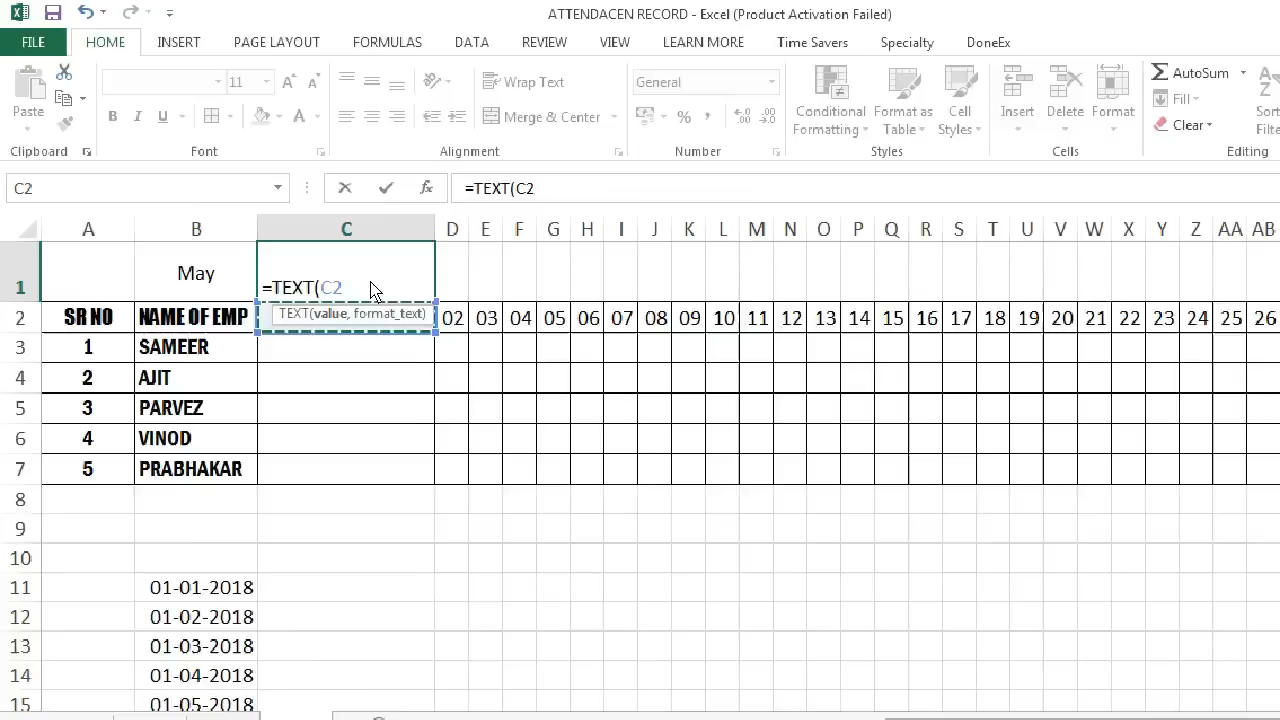 ATTENDACEN RECORD - Excel (Product Activation Failed)
FILE HOME INSERT PAGE LAYOUT FORMULAS DATA REVIEW VIEW LEARN MORE Time Savers Specialty DoneEx
11 Wrap Text General AutoSum
Paste B I U Merge & Center % Conditional Formatting Format as Table Cell Styles Insert Delete Format Fill Clear
Clipboard Font Alignment Number Styles Cells Editing
C2 fx =TEXT(C2
A B C D E F G H I J K L M N O P Q R S T U V W X Y Z AA AB
1 May =TEXT(C2
TEXT(value, format_text)
2 SR NO NAME OF EMP 02 03 04 05 06 07 08 09 10 11 12 13 14 15 16 17 18 19 20 21 22 23 24 25 26
3 1 SAMEER
4 2 AJIT
5 3 PARVEZ
6 4 VINOD
7 5 PRABHAKAR
8
9
10
11 01-01-2018
12 01-02-2018
13 01-03-2018
14 01-04-2018
15 01-05-2018